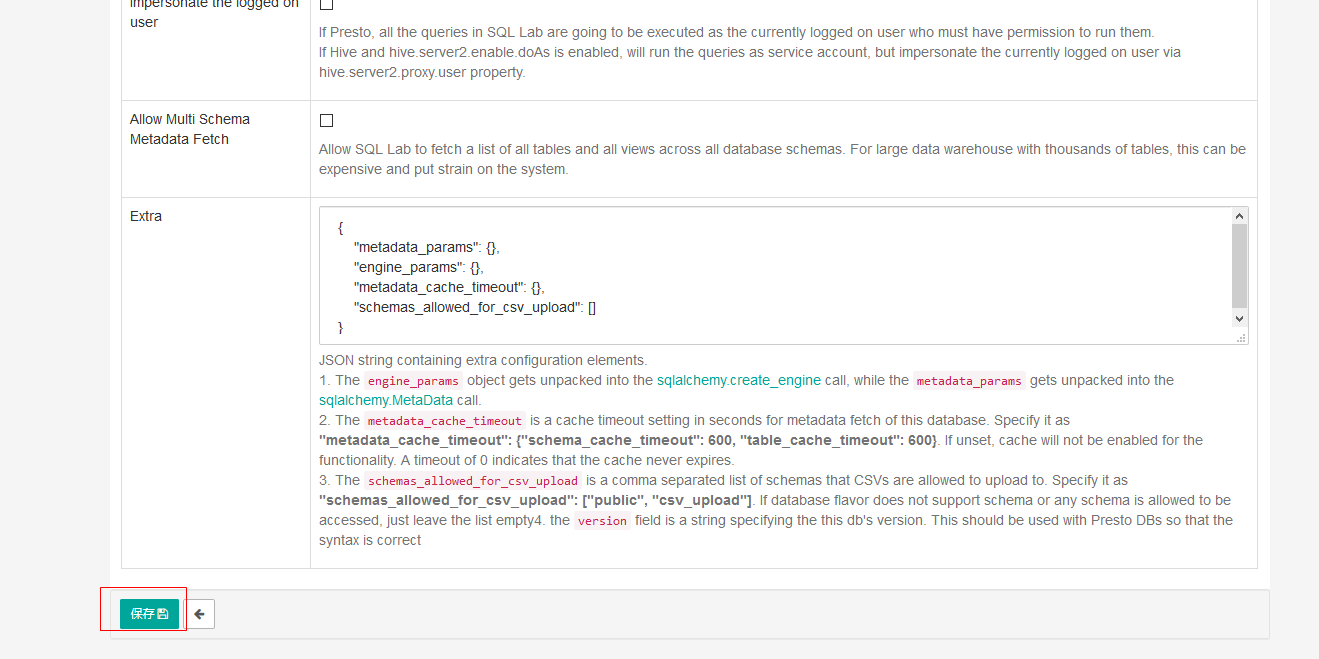 impersonate the logged on
user
If Presto, all the queries in SQL Lab are going to be executed as the currently logged on user who must have permission to run them.
If Hive and hive.server2.enable.doAs is enabled, will run the queries as service account, but impersonate the currently logged on user via
hive.server2.proxy.user property.
Allow Multi Schema
Metadata Fetch
Allow SQL Lab to fetch a list of all tables and all views across all database schemas. For large data warehouse with thousands of tables, this can be
expensive and put strain on the system.
Extra
{
"metadata_params": {},
"engine_params": {},
"metadata_cache_timeout": {},
"schemas_allowed_for_csv_upload": []
}
JSON string containing extra configuration elements.
1. The engine_params object gets unpacked into the sqlalchemy.create_engine call, while the metadata_params gets unpacked into the
sqlalchemy.MetaData call.
2. The metadata_cache_timeout is a cache timeout setting in seconds for metadata fetch of this database. Specify it as
"metadata_cache_timeout": {"schema_cache_timeout": 600, "table_cache_timeout": 600}. If unset, cache will not be enabled for the
functionality. A timeout of 0 indicates that the cache never expires.
3. The schemas_allowed_for_csv_upload is a comma separated list of schemas that CSVs are allowed to upload to. Specify it as
"schemas_allowed_for_csv_upload": ["public", "csv_upload"]. If database flavor does not support schema or any schema is allowed to be
accessed, just leave the list empty4. the version field is a string specifying the this db's version. This should be used with Presto DBs so that the
syntax is correct
保存